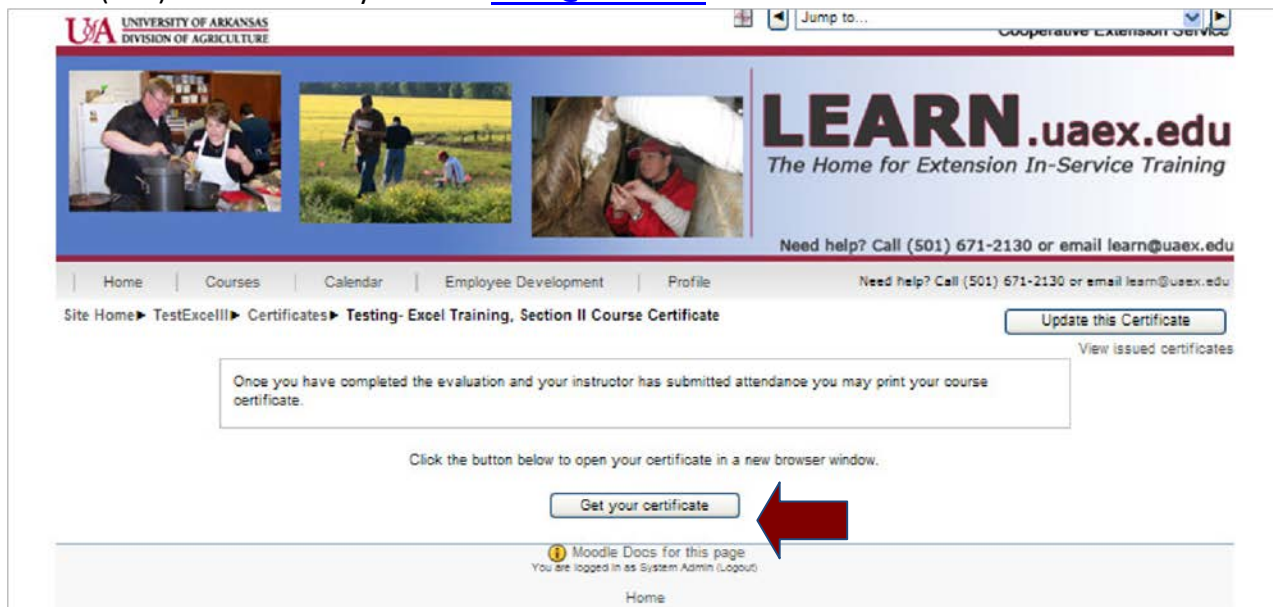 UNIVERSITY OF ARKANSAS
DIVISION OF AGRICULTURE
Jump to...
Cooperative Extension Service
LEARN.uaex.edu
The Home for Extension In-Service Training
Need help? Call (501) 671-2130 or email learn@uaex.edu
Home | Courses | Calendar | Employee Development | Profile
Need help? Call (501) 671-2130 or email learn@uaex.edu
Site Home► TestExcelIII► Certificates► Testing- Excel Training, Section II Course Certificate
Update this Certificate
View issued certificates
Once you have completed the evaluation and your instructor has submitted attendance you may print your course
certificate.
Click the button below to open your certificate in a new browser window.
Get your certificate
Moodle Docs for this page
You are logged in as System Admin (Logout)
Home